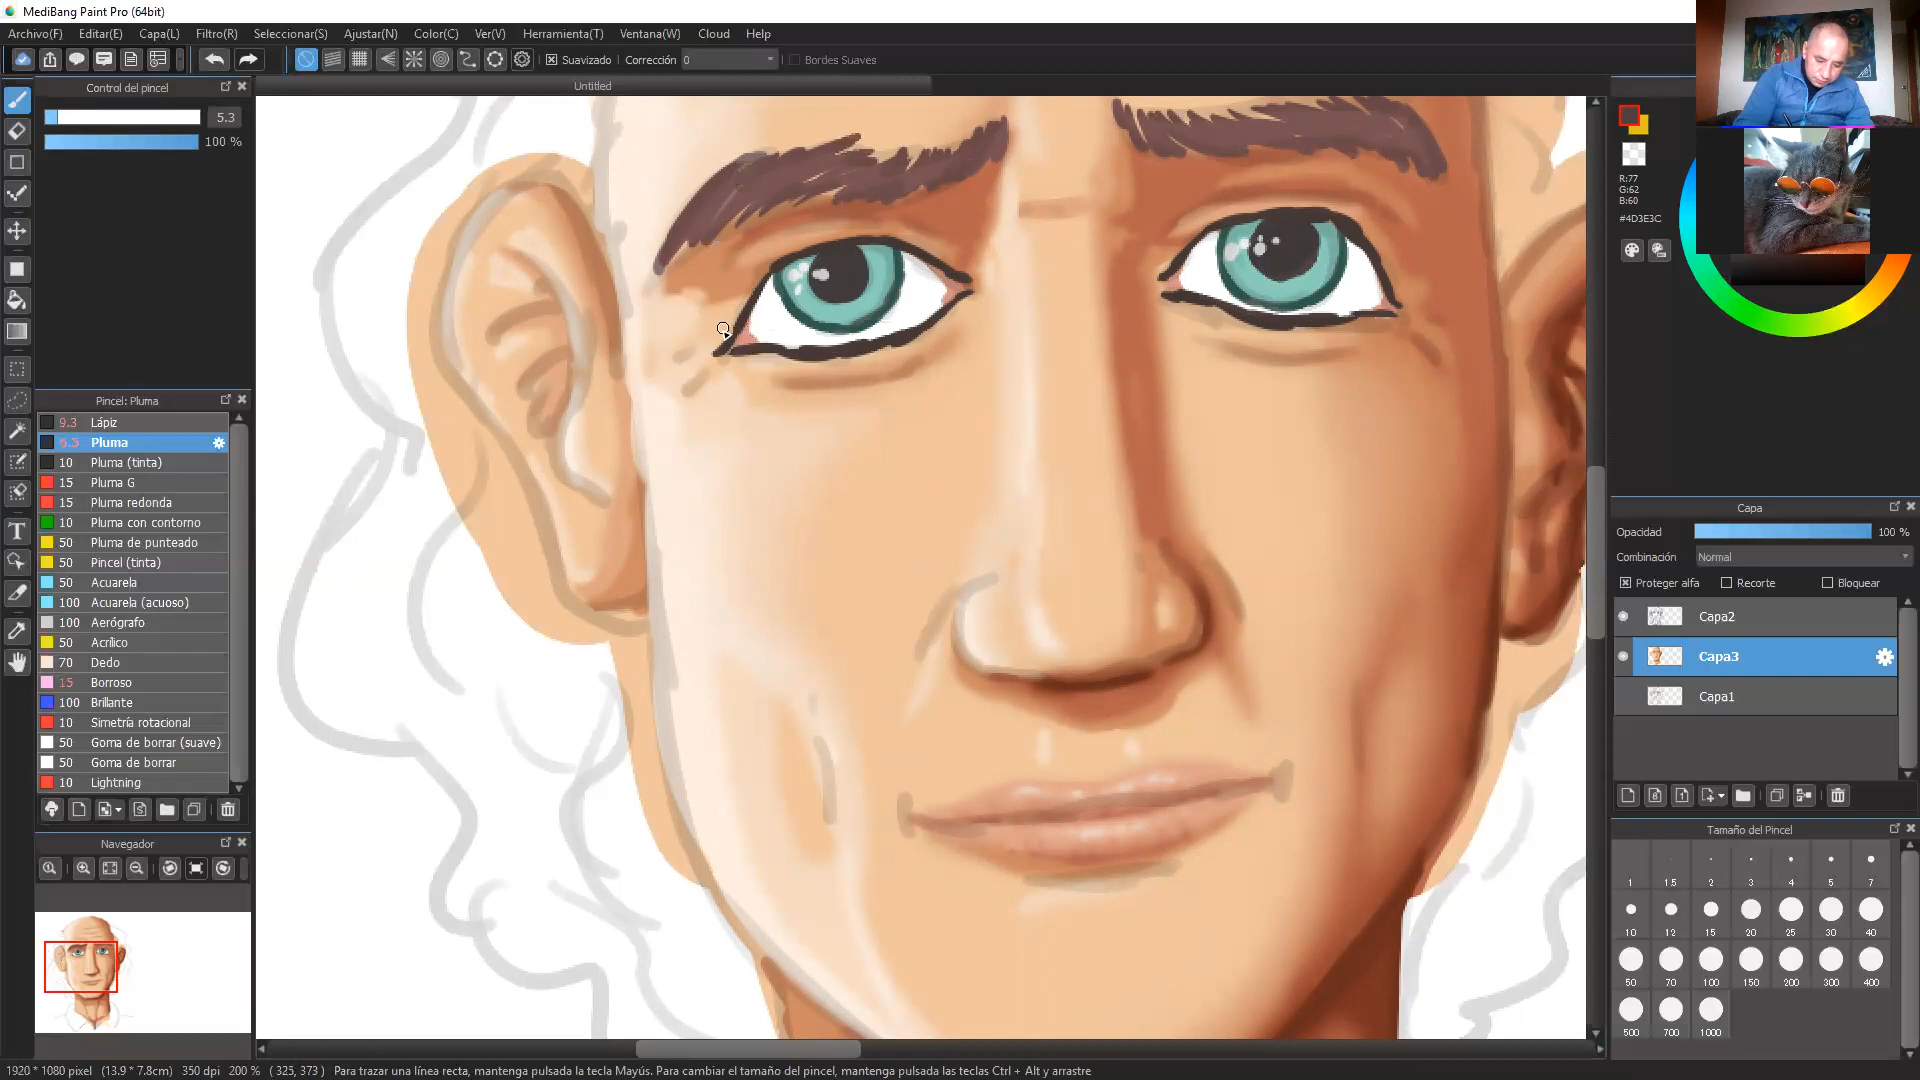 MediBang Paint Pro (64bit)
Archivo(F) Editar(E) Capa(L) Filtro(R) Seleccionar(S) Ajustar(N) Color(C) Ver(V) Herramienta(T) Ventana(W) Cloud Help
Suavizado Corrección 0 Bordes Suaves
Control del pincel
Untitled
5.3
100 %
R:77
G:62
B:60
#4D3E3C
Pincel: Pluma
9.3 Lápiz
5.3 Pluma
10 Pluma (tinta)
15 Pluma G
15 Pluma redonda
10 Pluma con contorno
50 Pluma de punteado
50 Pincel (tinta)
50 Acuarela
100 Acuarela (acuoso)
100 Aerógrafo
50 Acrílico
70 Dedo
15 Borroso
100 Brillante
10 Simetría rotacional
50 Goma de borrar (suave)
50 Goma de borrar
10 Lightning
Navegador
Capa
Opacidad 100 %
Combinación Normal
Proteger alfa Recorte Bloquear
Capa2
Capa3
Capa1
Tamaño del Pincel
1 1.5 2 3 4 5 7
10 12 15 20 25 30 40
50 70 100 150 200 300 400
500 700 1000
1920 * 1080 pixel (13.9 * 7.8cm) 350 dpi 200 % ( 325, 373 ) Para trazar una línea recta, mantenga pulsada la tecla Mayús. Para cambiar el tamaño del pincel, mantenga pulsadas las teclas Ctrl + Alt y arrastre